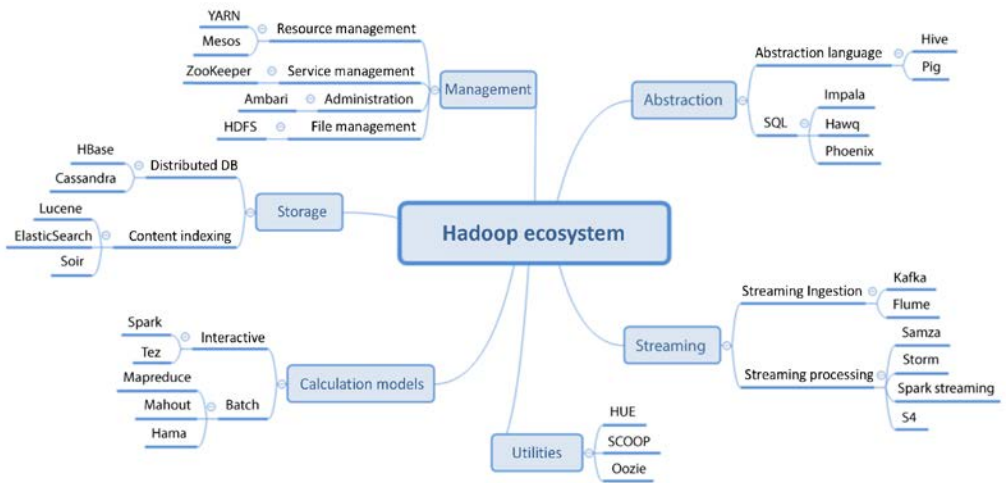 Hadoop ecosystem
Management
Resource management
YARN
Mesos
Service management
ZooKeeper
Administration
Ambari
File management
HDFS
Storage
Distributed DB
HBase
Cassandra
Content indexing
Lucene
ElasticSearch
Soir
Calculation models
Interactive
Spark
Tez
Batch
Mapreduce
Mahout
Hama
Abstraction
Abstraction language
Hive
Pig
SQL
Impala
Hawq
Phoenix
Streaming
Streaming Ingestion
Kafka
Flume
Streaming processing
Samza
Storm
Spark streaming
S4
Utilities
HUE
SCOOP
Oozie